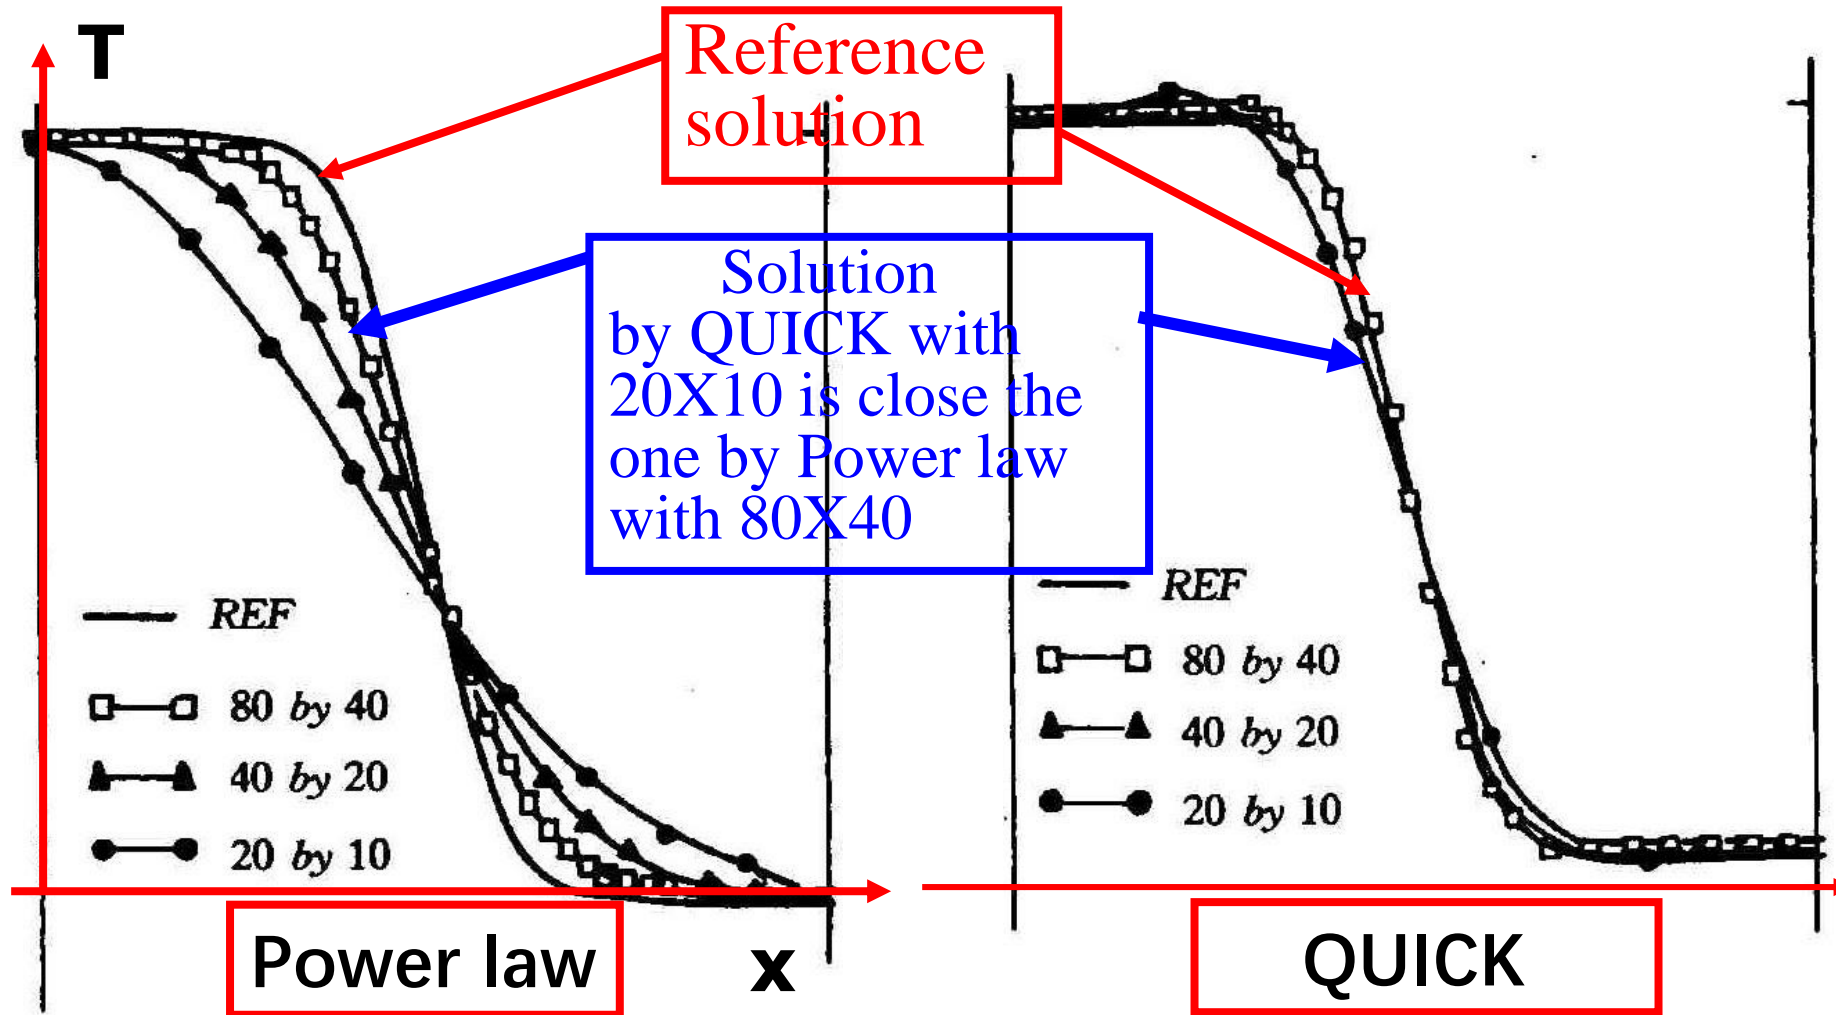 T
Reference
solution
Solution
by QUICK with
20X10 is close the
one by Power law
with 80X40
REF
80 by 40
40 by 20
20 by 10
Power law
x
REF
80 by 40
40 by 20
20 by 10
QUICK